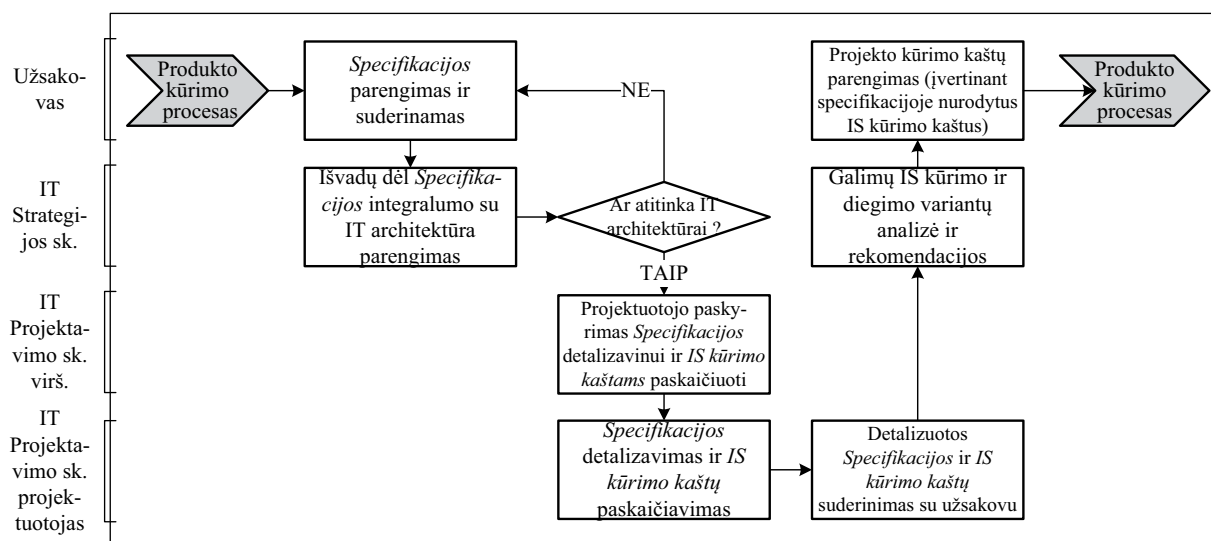 Užsako-
vas
Produkto
kūrimo
procesas
Specifikacijos
parengimas ir
suderinamas
NE
Projekto kūrimo kaštų
parengimas (įvertinant
specifikacijoje nurodytus
IS kūrimo kaštus)
Produkto
kūrimo
procesas
IT
Strategi-
jos sk.
Išvadų dėl Specifika-
cijos integralumo su
IT architektūra
parengimas
Ar atitinka IT
architektūrai ?
Galimų IS kūrimo ir
diegimo variantų
analizė ir
rekomendacijos
TAIP
IT
Projekta-
vimo sk.
virš.
Projektuotojo pasky-
rimas Specifikacijos
detalizavinui ir IS kūrimo
kaštams paskaičiuoti
IT
Projekta-
vimo sk.
projek-
tuotojas
Specifikacijos
detalizavimas ir IS
kūrimo kaštų
paskaičiavimas
Detalizuotos
Specifikacijos ir IS
kūrimo kaštų
suderinimas su užsakovu